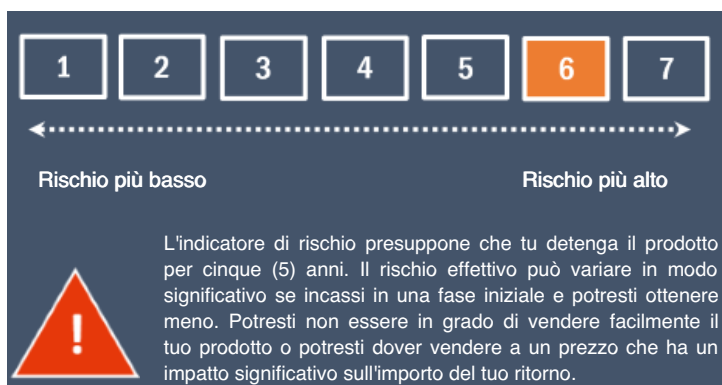 1 2 3 4 5 6 7
Rischio più basso Rischio più alto
L'indicatore di rischio presuppone che tu detenga il prodotto
per cinque (5) anni. Il rischio effettivo può variare in modo
significativo se incassi in una fase iniziale e potresti ottenere
meno. Potresti non essere in grado di vendere facilmente il
tuo prodotto o potresti dover vendere a un prezzo che ha un
impatto significativo sull'importo del tuo ritorno.
!